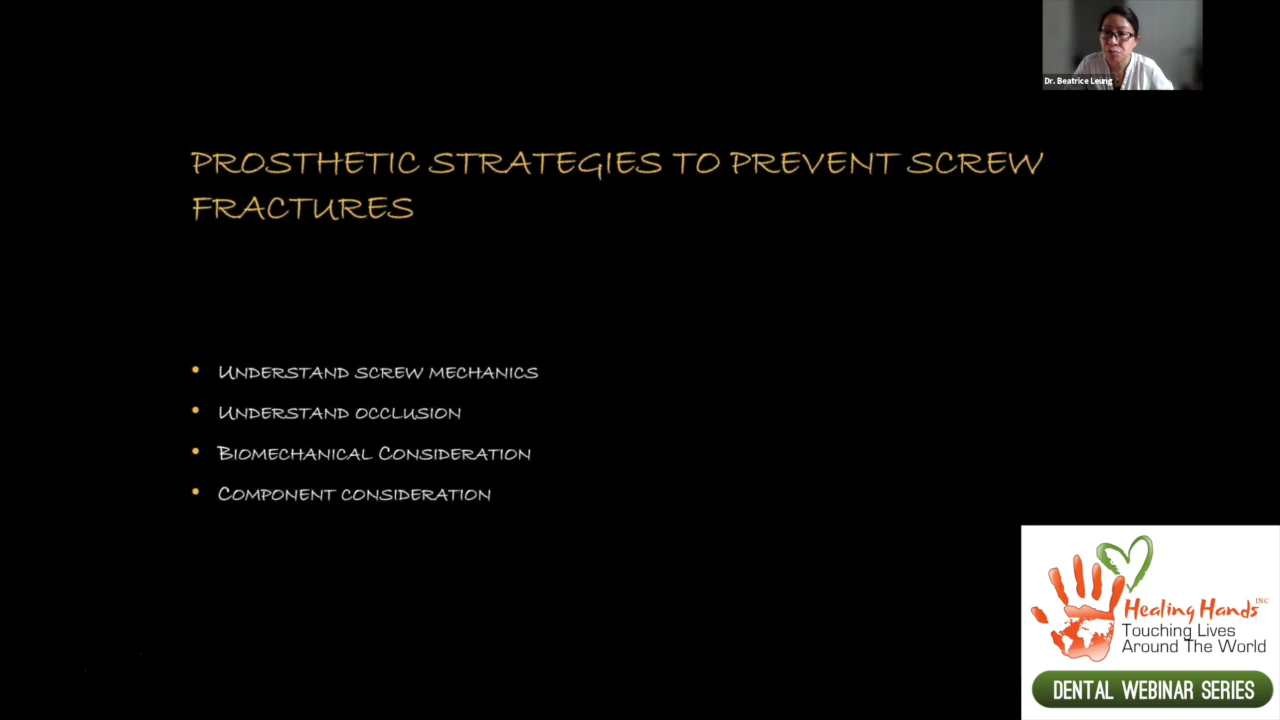 Dr. Beatrice Leung
PROSTHETIC STRATEGIES TO PREVENT SCREW
FRACTURES
• UNDERSTAND SCREW MECHANICS
• UNDERSTAND OCCLUSION
• BIOMECHANICAL CONSIDERATION
• COMPONENT CONSIDERATION
Healing Hands INC
Touching Lives
Around The World
DENTAL WEBINAR SERIES